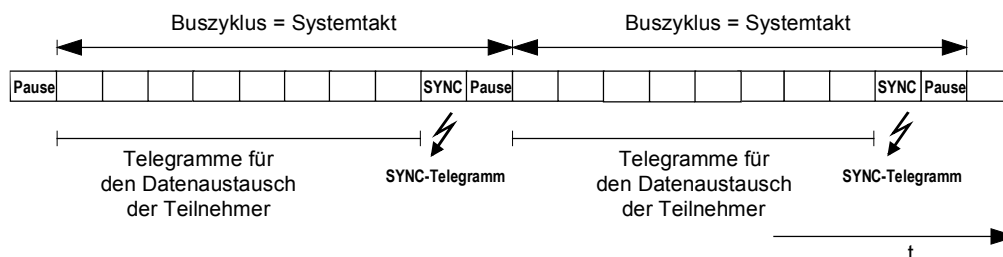 Buszyklus = Systemtakt
Buszyklus = Systemtakt
Pause
SYNC
Pause
SYNC
Pause
Telegramme für
den Datenaustausch
der Teilnehmer
SYNC-Telegramm
Telegramme für
den Datenaustausch
der Teilnehmer
SYNC-Telegramm
t